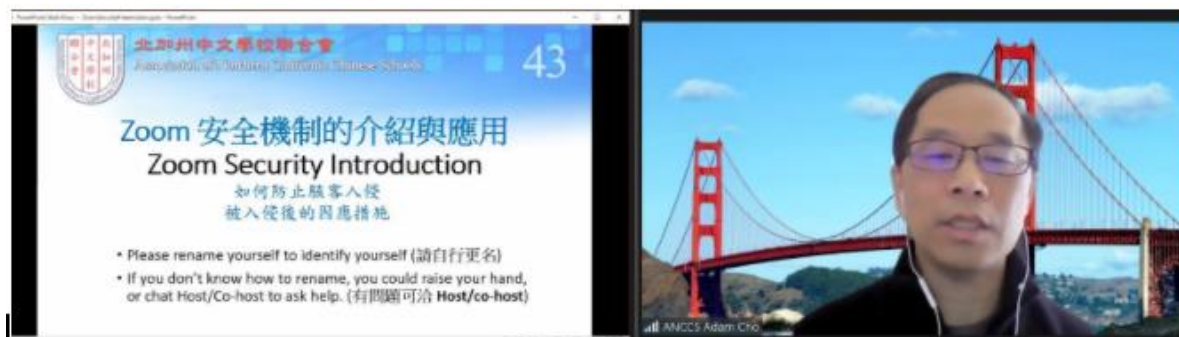 北加州中文學校聯合會
Association of Northern California Chinese Schools
43
Zoom 安全機制的介紹與應用
Zoom Security Introduction
如何防止駭客入侵
被入侵後的因應措施
• Please rename yourself to identify yourself (請自行更名)
• If you don't know how to rename, you could raise your hand,
or chat Host/Co-host to ask help. (有問題可洽 Host/co-host)
ANCCS Adam Cho